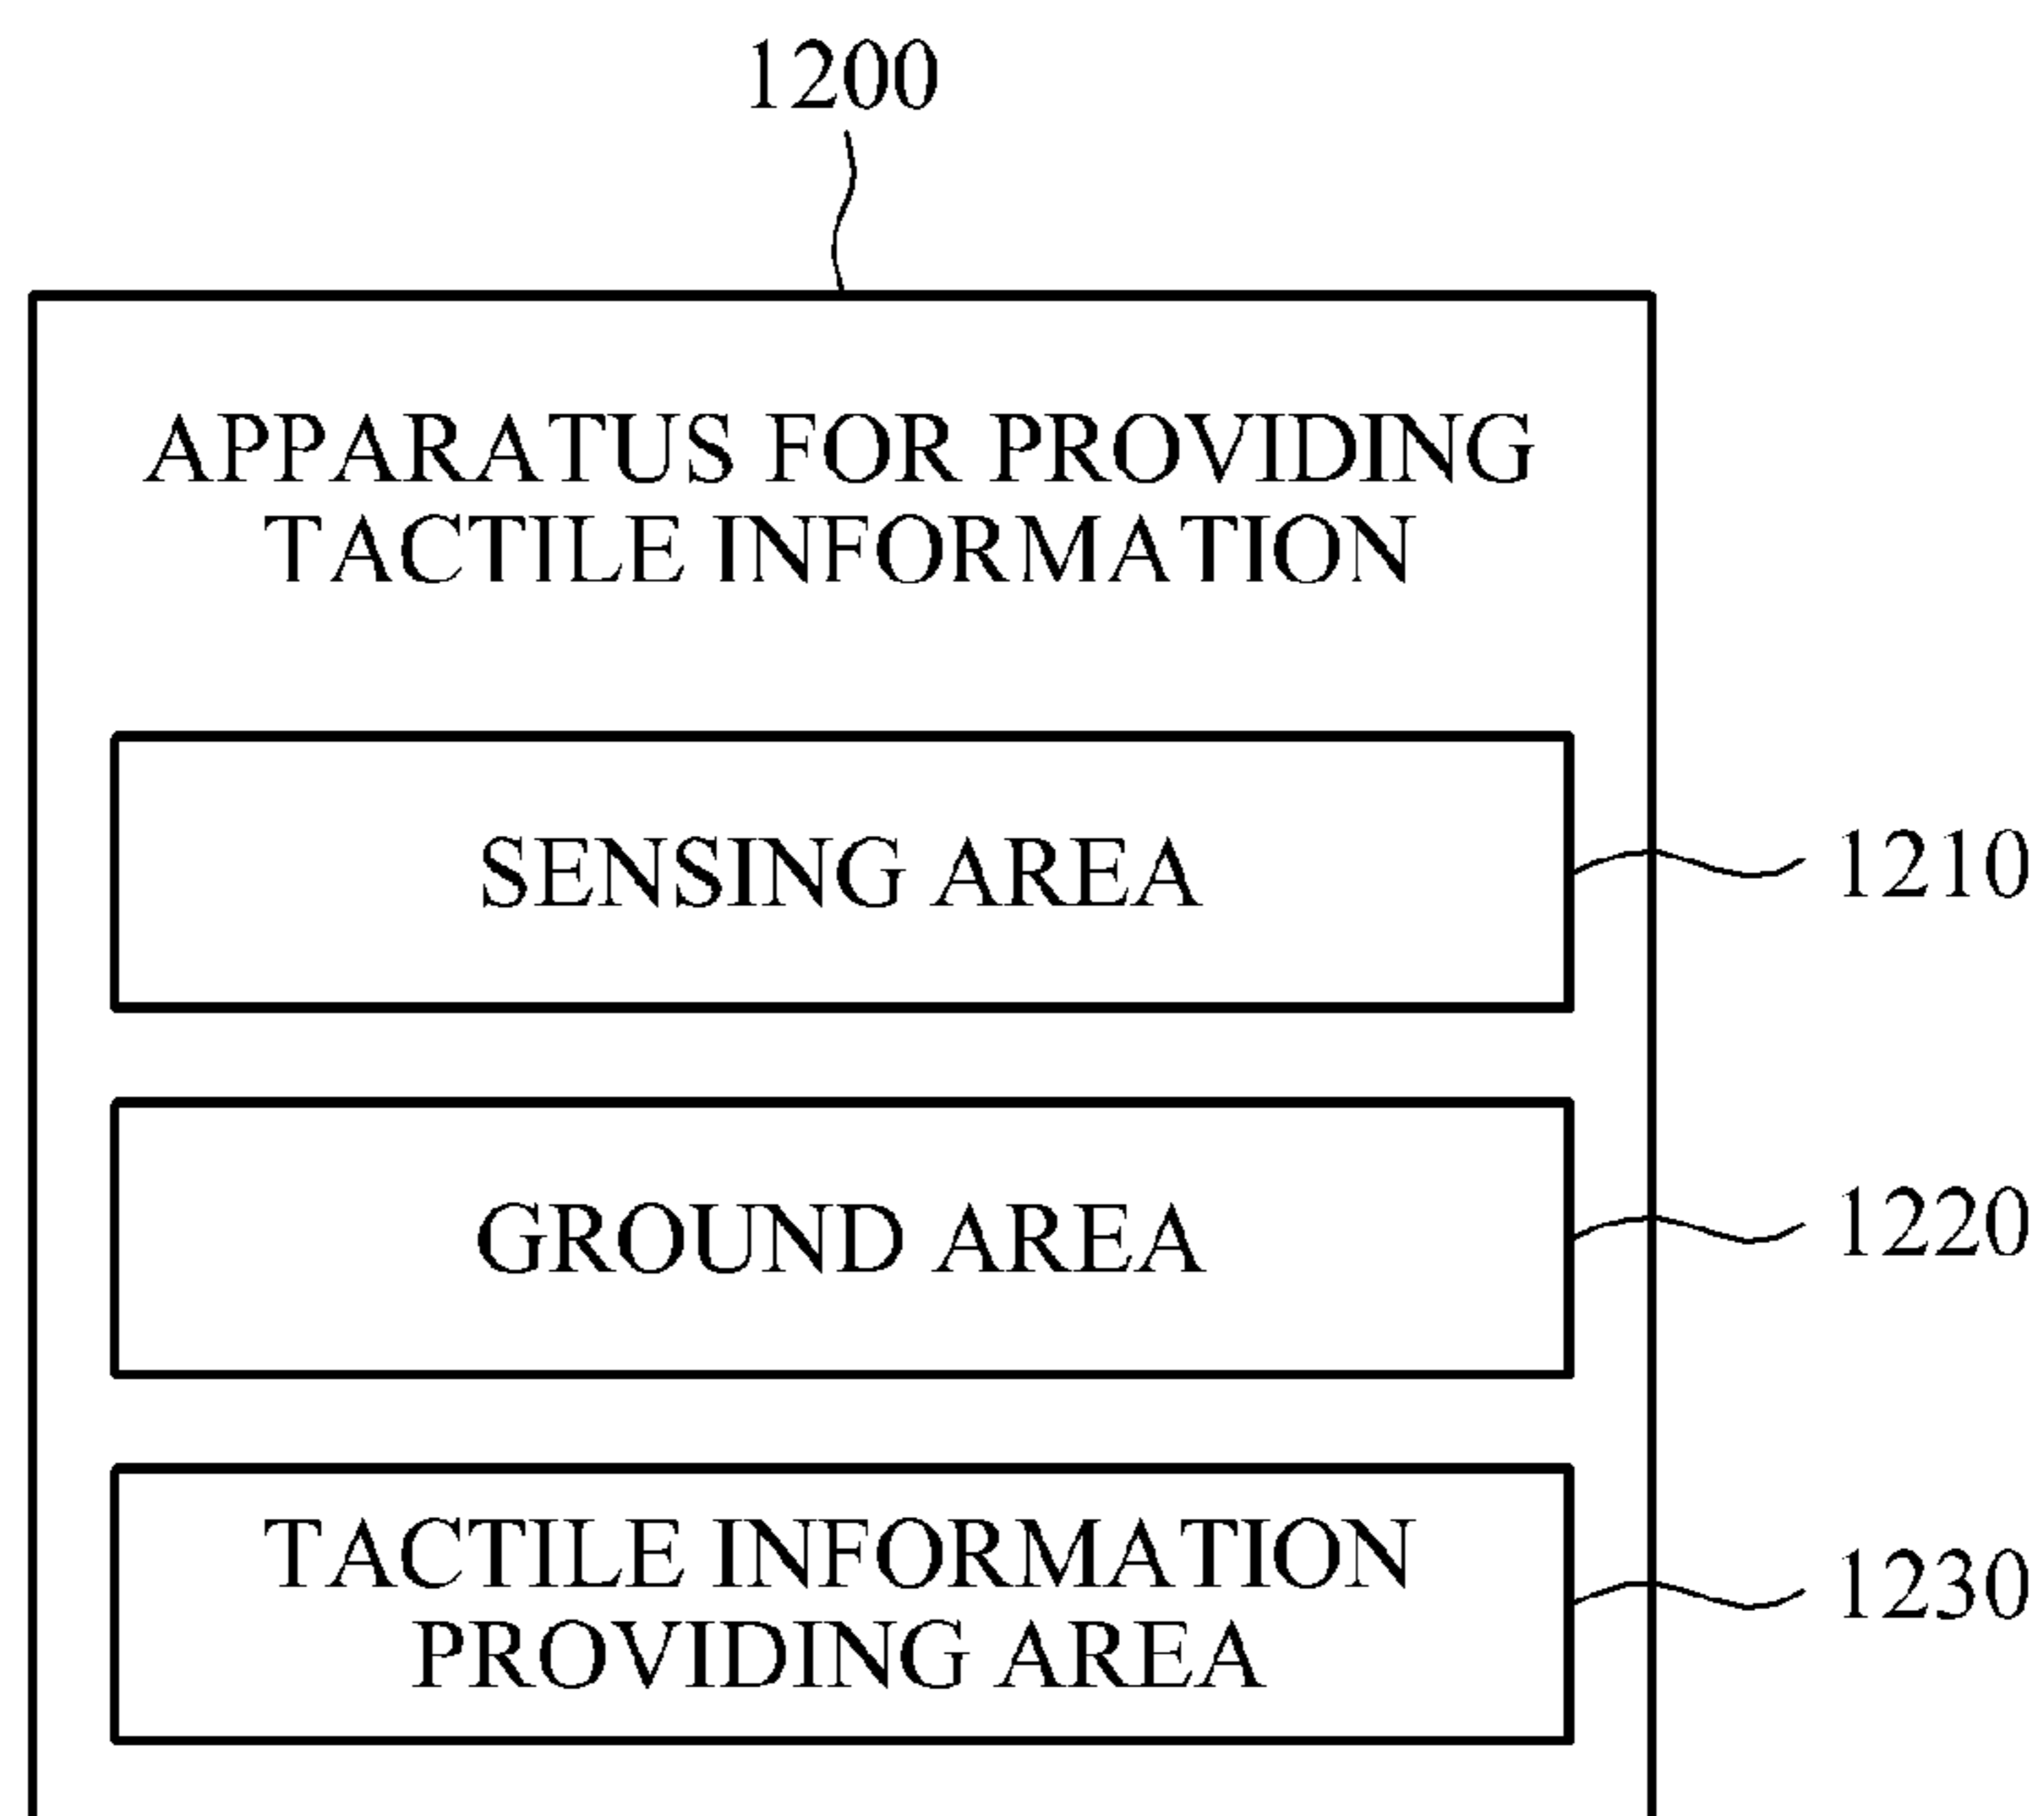 1200
APPARATUS FOR PROVIDING
TACTILE INFORMATION
SENSING AREA
1210
GROUND AREA
1220
TACTILE INFORMATION
PROVIDING AREA
1230